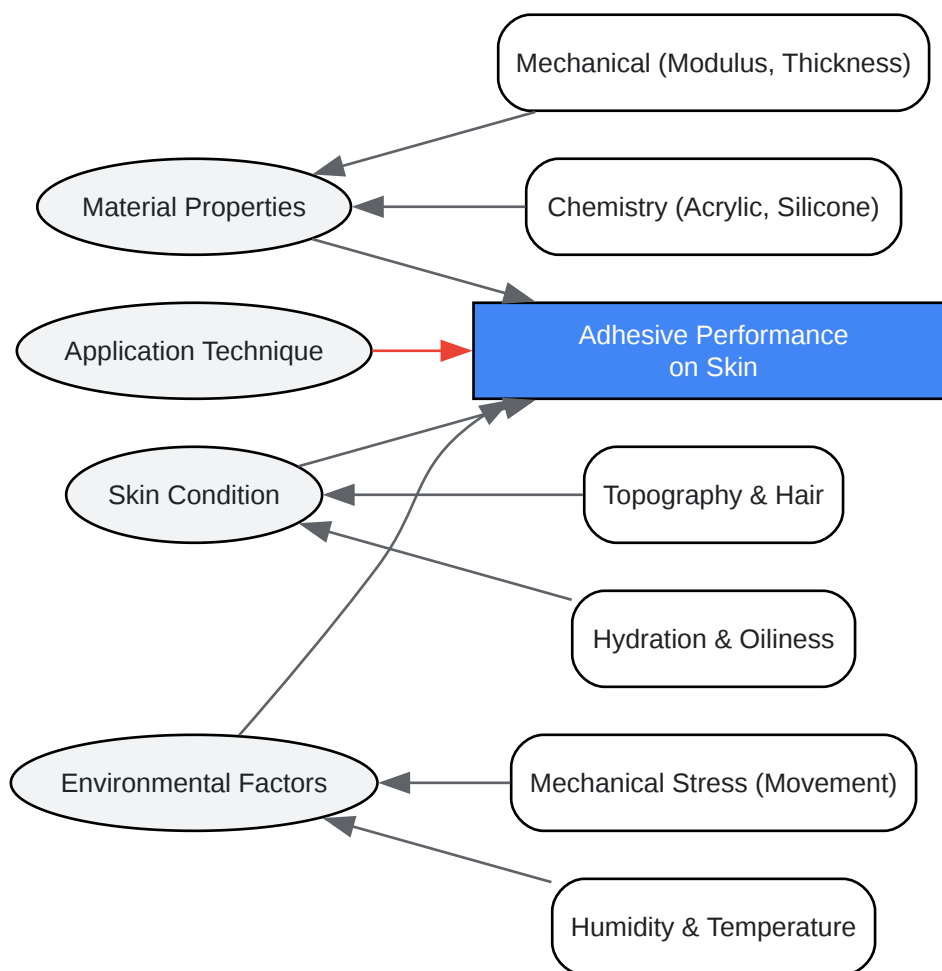 Mechanical (Modulus, Thickness)
Material Properties
Chemistry (Acrylic, Silicone)
Application Technique
Adhesive Performance
on Skin
Skin Condition
Topography & Hair
Hydration & Oiliness
Environmental Factors
Mechanical Stress (Movement)
Humidity & Temperature